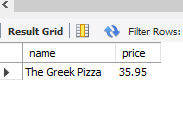 Result Grid Filter Rows:
name price
The Greek Pizza 35.95